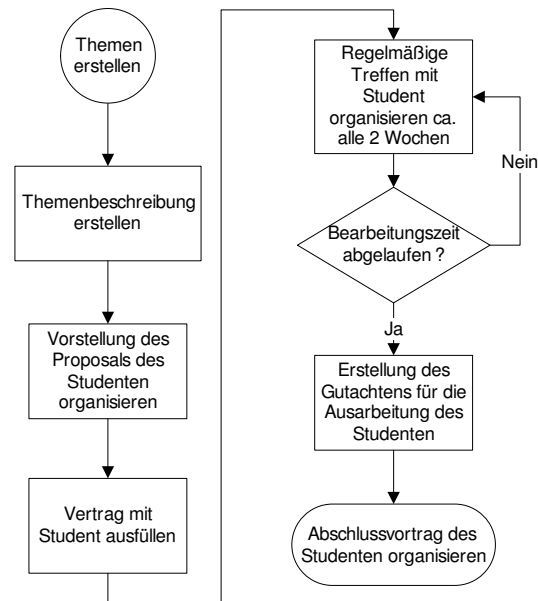 Themen
erstellen
Themenbeschreibung
erstellen
Vorstellung des
Proposals des
Studenten
organisieren
Vertrag mit
Student ausfüllen
Regelmäßige
Treffen mit
Student
organisieren ca.
alle 2 Wochen
Nein
Bearbeitungszeit
abgelaufen ?
Ja
Erstellung des
Gutachtens für die
Ausarbeitung des
Studenten
Abschlussvortrag des
Studenten organisieren